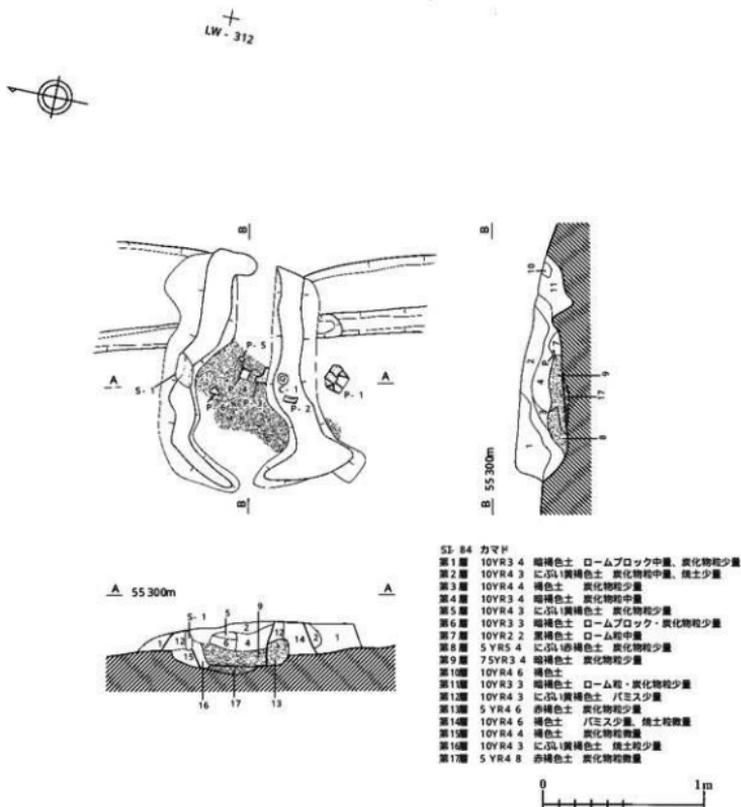 LW - 312
B
B
P - 5
A
A
S - 1
P - 4
C - 1
P - 2
P - 1
B
10
11
2
7
P
4
9
17
3
1
8
B 55 300m
A 55 300m
A
S - 1
5
9
2
1
12
6
4
12
14
2
1
15
16
17
13
SI- 84 カマド
第1層 10YR3 4 暗褐色土 ロームブロック中量、炭化物粒少量
第2層 10YR4 3 にぶい黄褐色土 炭化物粒中量、焼土少量
第3層 10YR4 4 褐色土 炭化物粒少量
第4層 10YR3 4 暗褐色土 炭化物粒中量
第5層 10YR4 3 にぶい黄褐色土 炭化物粒少量
第6層 10YR3 3 暗褐色土 ロームブロック・炭化物粒少量
第7層 10YR2 2 黒褐色土 ローム粒中量
第8層 5 YR5 4 にぶい赤褐色土 炭化物粒少量
第9層 75YR3 4 暗褐色土 炭化物粒少量
第10層 10YR4 6 褐色土
第11層 10YR3 3 暗褐色土 ローム粒・炭化物粒少量
第12層 10YR4 3 にぶい黄褐色土 パミス少量
第13層 5 YR4 6 赤褐色土 炭化物粒少量
第14層 10YR4 6 褐色土 パミス少量、焼土粒微量
第15層 10YR4 4 褐色土 炭化物粒微量
第16層 10YR4 3 にぶい黄褐色土 焼土粒少量
第17層 5 YR4 8 赤褐色土 炭化物粒微量
0 1m